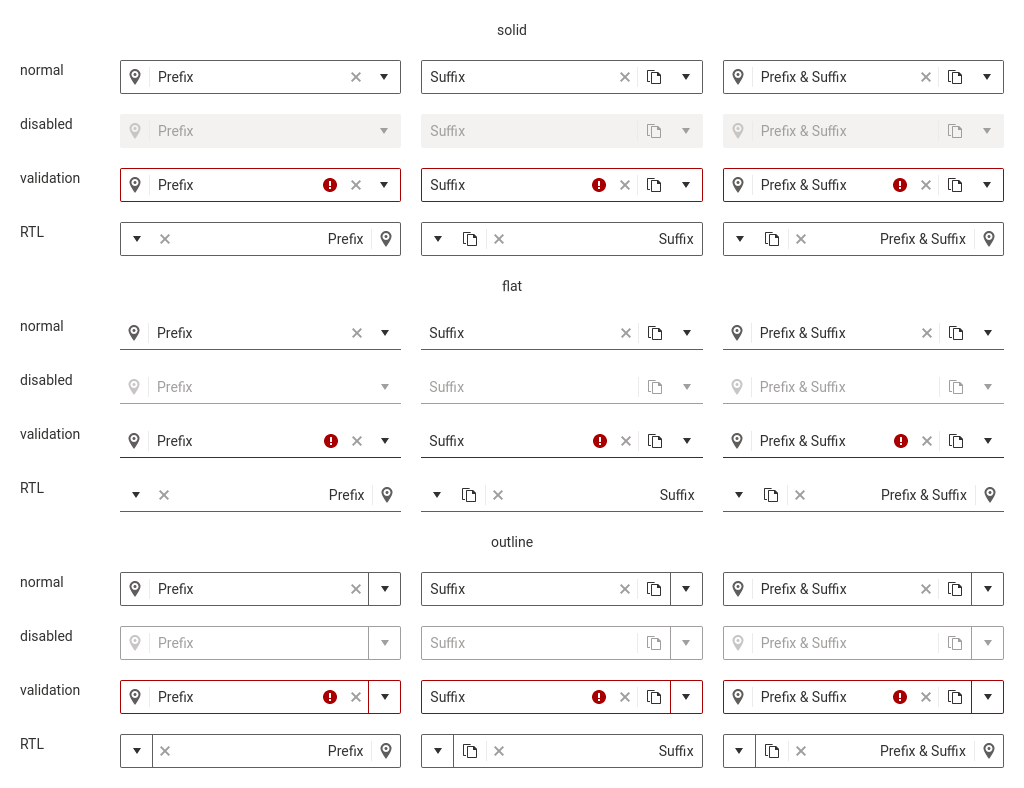 solid
normal Prefix Suffix Prefix & Suffix
disabled Prefix Suffix Prefix & Suffix
validation Prefix Suffix Prefix & Suffix
RTL Prefix Suffix Prefix & Suffix
flat
normal Prefix Suffix Prefix & Suffix
disabled Prefix Suffix Prefix & Suffix
validation Prefix Suffix Prefix & Suffix
RTL Prefix Suffix Prefix & Suffix
outline
normal Prefix Suffix Prefix & Suffix
disabled Prefix Suffix Prefix & Suffix
validation Prefix Suffix Prefix & Suffix
RTL Prefix Suffix Prefix & Suffix